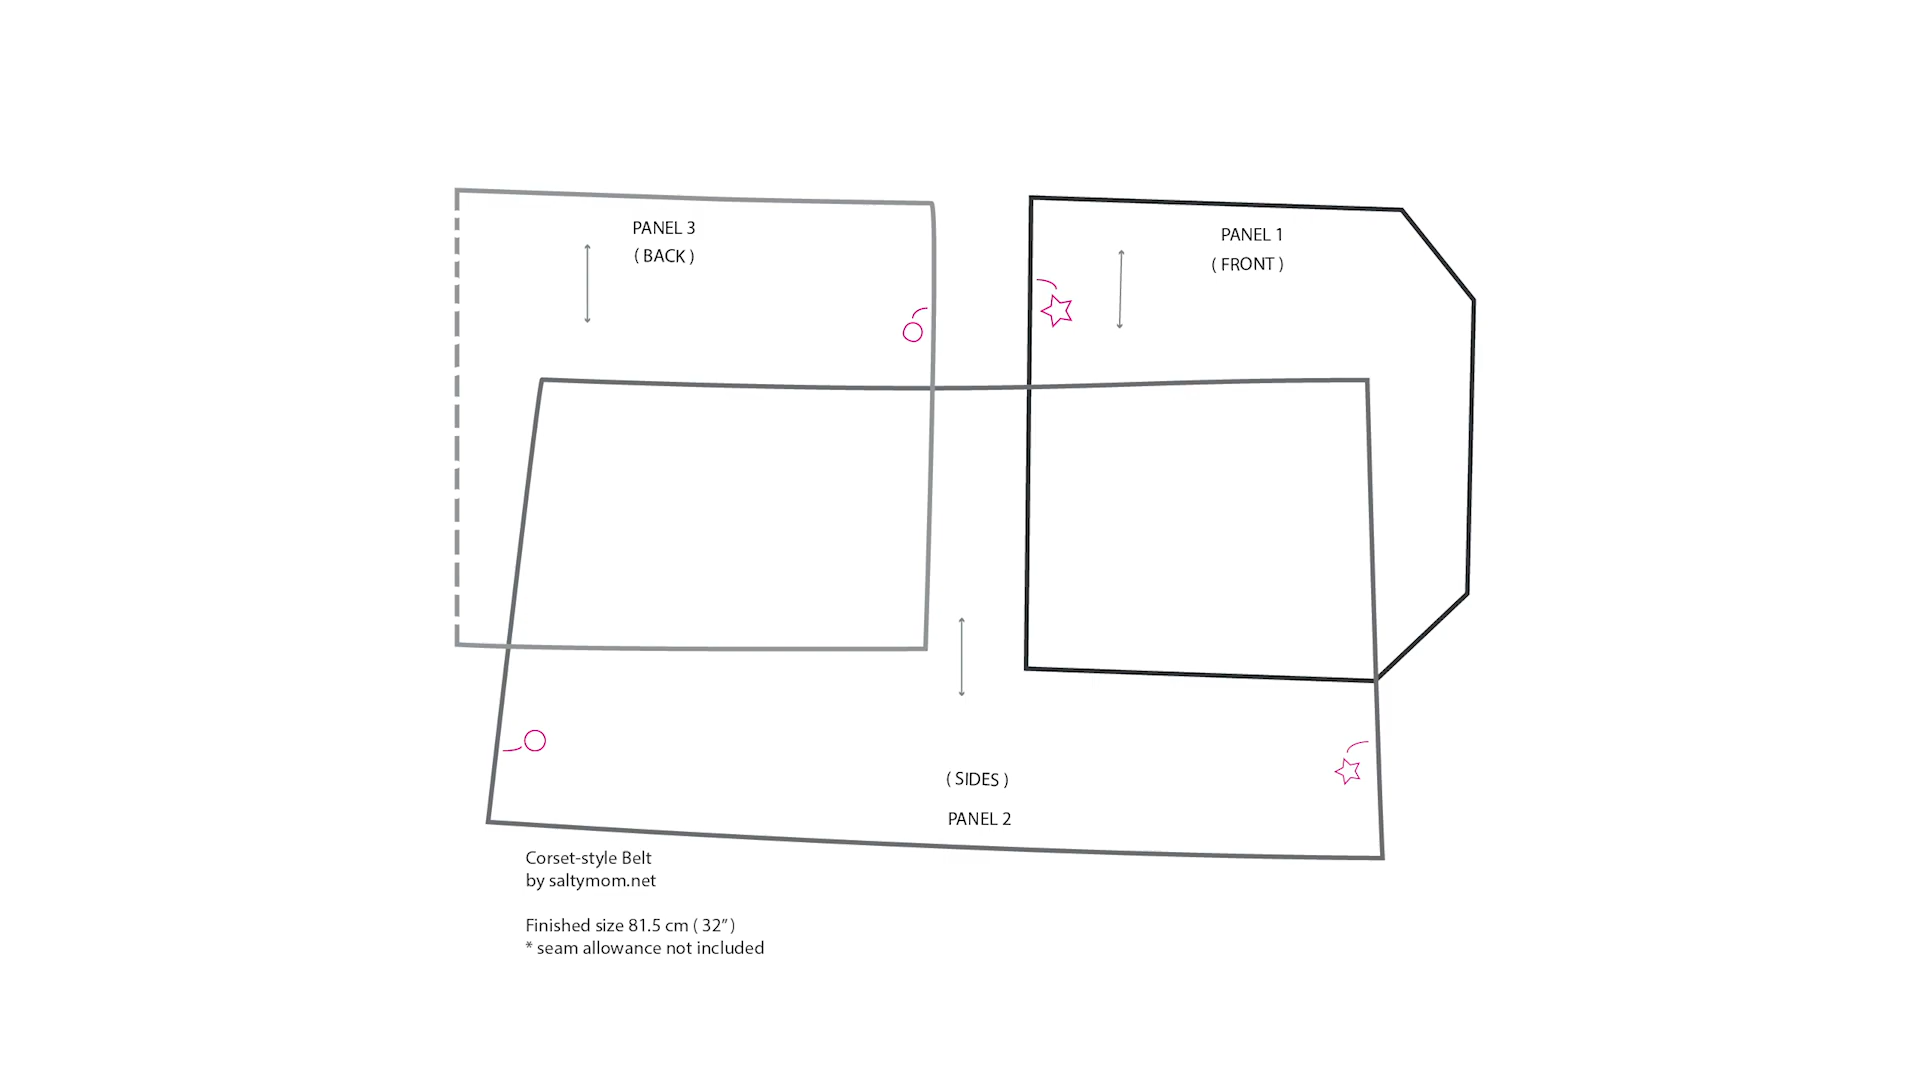 PANEL 3
( BACK )
PANEL 1
( FRONT )
( SIDES )
PANEL 2
Corset-style Belt
by saltymom.net
Finished size 81.5 cm ( 32" )
* seam allowance not included